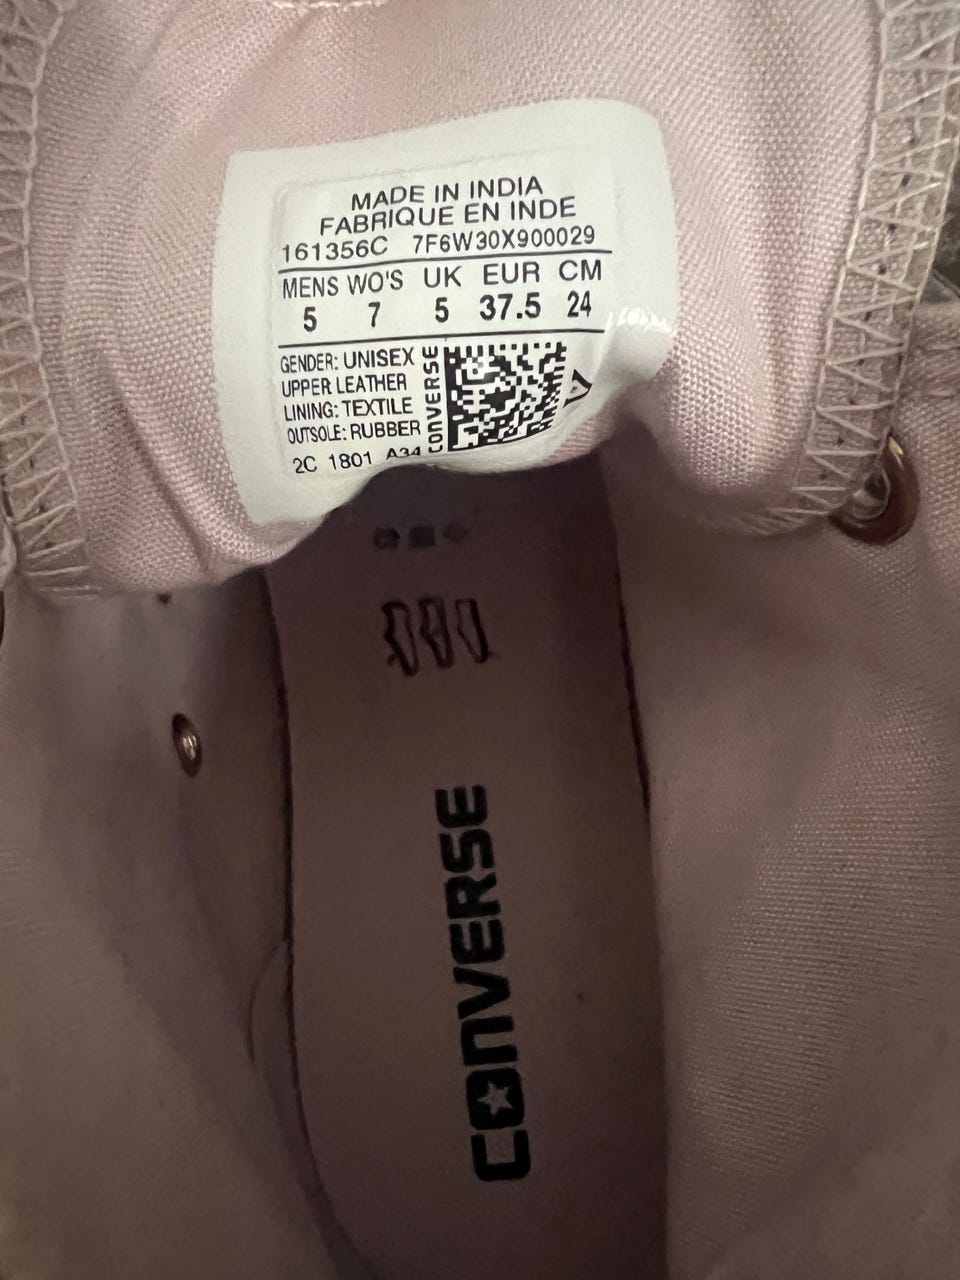 MADE IN INDIA
FABRIQUE EN INDE
161356C 7F6W30X900029
MENS WO'S UK EUR CM
5 7 5 37.5 24
GENDER: UNISEX
UPPER LEATHER
LINING: TEXTILE
OUTSOLE: RUBBER
CONVERSE
2C 1801 A34
CONVERSE